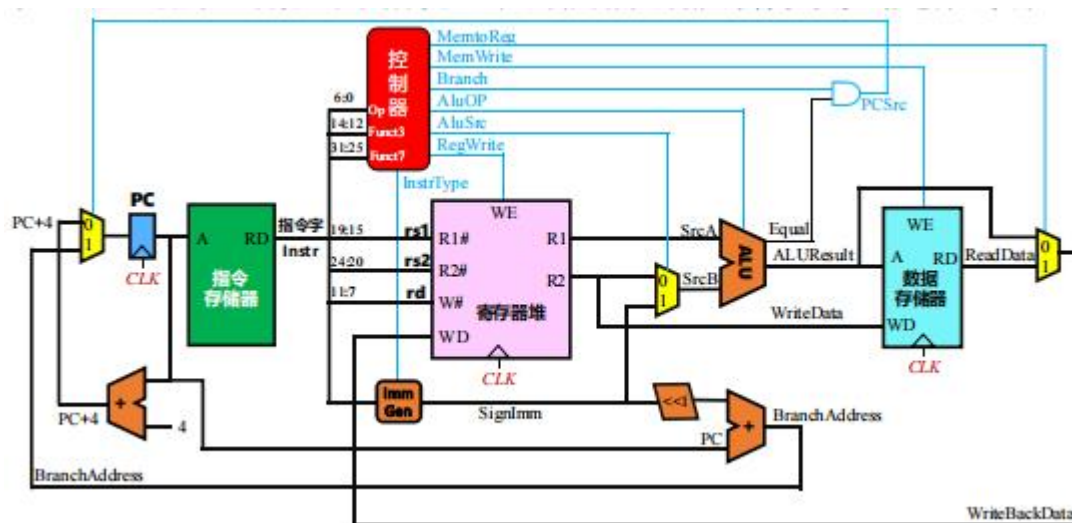 MemtoReg
MemWrite
Branch
AluOP
AluSrc
RegWrite
InstrType
PCSrc
控制器
Op
Funct3
Funct7
6:0
14:12
31:25
PC+4
0
1
PC
CLK
A
RD
指令
存储器
指令字
Instr
19:15
rs1
24:20
rs2
11:7
rd
WE
R1#
R2#
W#
WD
R1
R2
寄存器堆
CLK
0
1
SrcA
SrcB
ALU
Equal
ALUResult
WriteData
WE
A
RD
数据
存储器
WD
CLK
ReadData
0
1
Imm
Gen
SignImm
<<1
+
BranchAddress
PC
PC+4
+
4
BranchAddress
WriteBackData